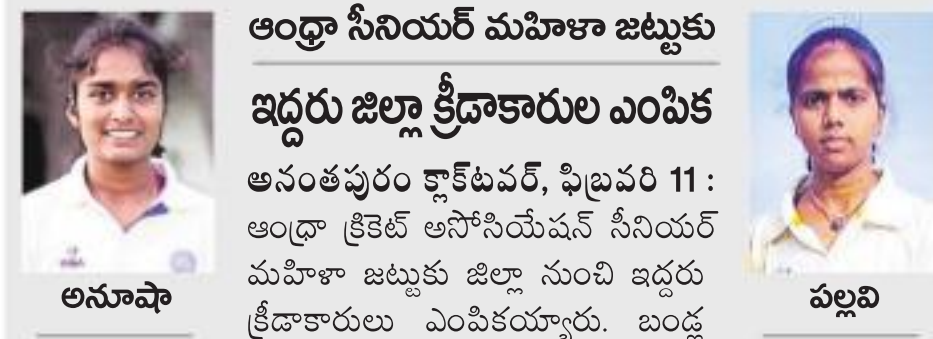 ఆంధ్రా సీనియర్ మహిళా జట్టుకు
ఇద్దరు జిల్లా క్రీడాకారుల ఎంపిక
అనంతపురం క్లాక్‌టవర్, ఫిబ్రవరి 11 :
ఆంధ్రా క్రికెట్ అసోసియేషన్ సీనియర్
మహిళా జట్టుకు జిల్లా నుంచి ఇద్దరు
క్రీడాకారులు ఎంపికయ్యారు. బండ్ల
అనూషా
పల్లవి